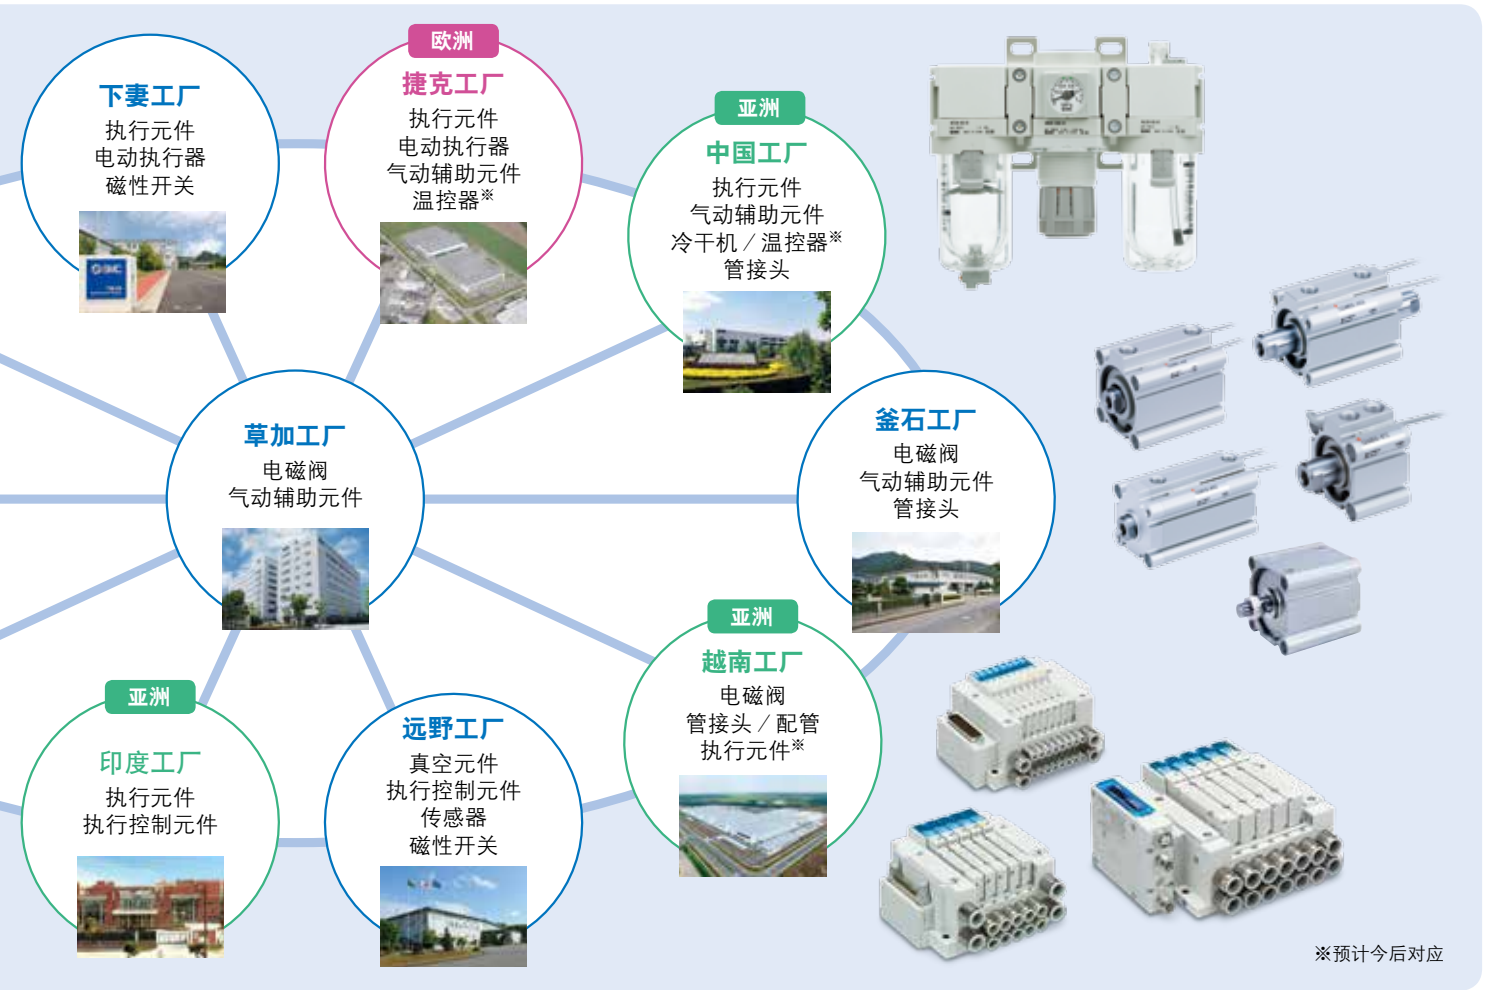 下妻工厂
执行元件
电动执行器
磁性开关
SMC
欧洲
捷克工厂
执行元件
电动执行器
气动辅助元件
温控器※
亚洲
中国工厂
执行元件
气动辅助元件
冷干机/温控器※
管接头
草加工厂
电磁阀
气动辅助元件
釜石工厂
电磁阀
气动辅助元件
管接头
亚洲
印度工厂
执行元件
执行控制元件
远野工厂
真空元件
执行控制元件
传感器
磁性开关
亚洲
越南工厂
电磁阀
管接头/配管
执行元件※
※预计今后对应